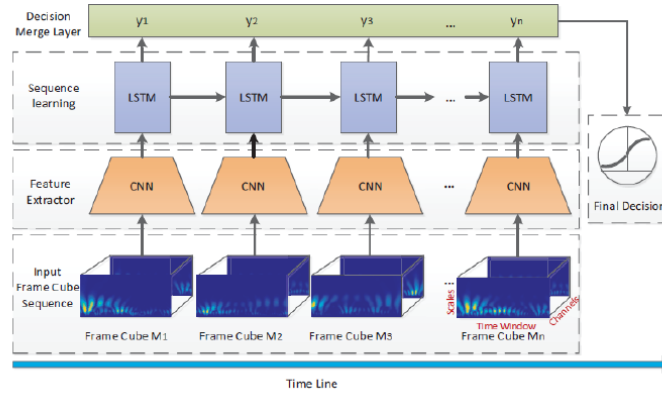 Decision
Merge Layer
y1 y2 y3 ... yn
Sequence
learning
LSTM LSTM LSTM ... LSTM
Feature
Extractor
CNN CNN CNN ... CNN
Final Decision
Input
Frame Cube
Sequence
...
Scales
Time Window
Channels
Frame Cube M1 Frame Cube M2 Frame Cube M3 Frame Cube Mn
Time Line